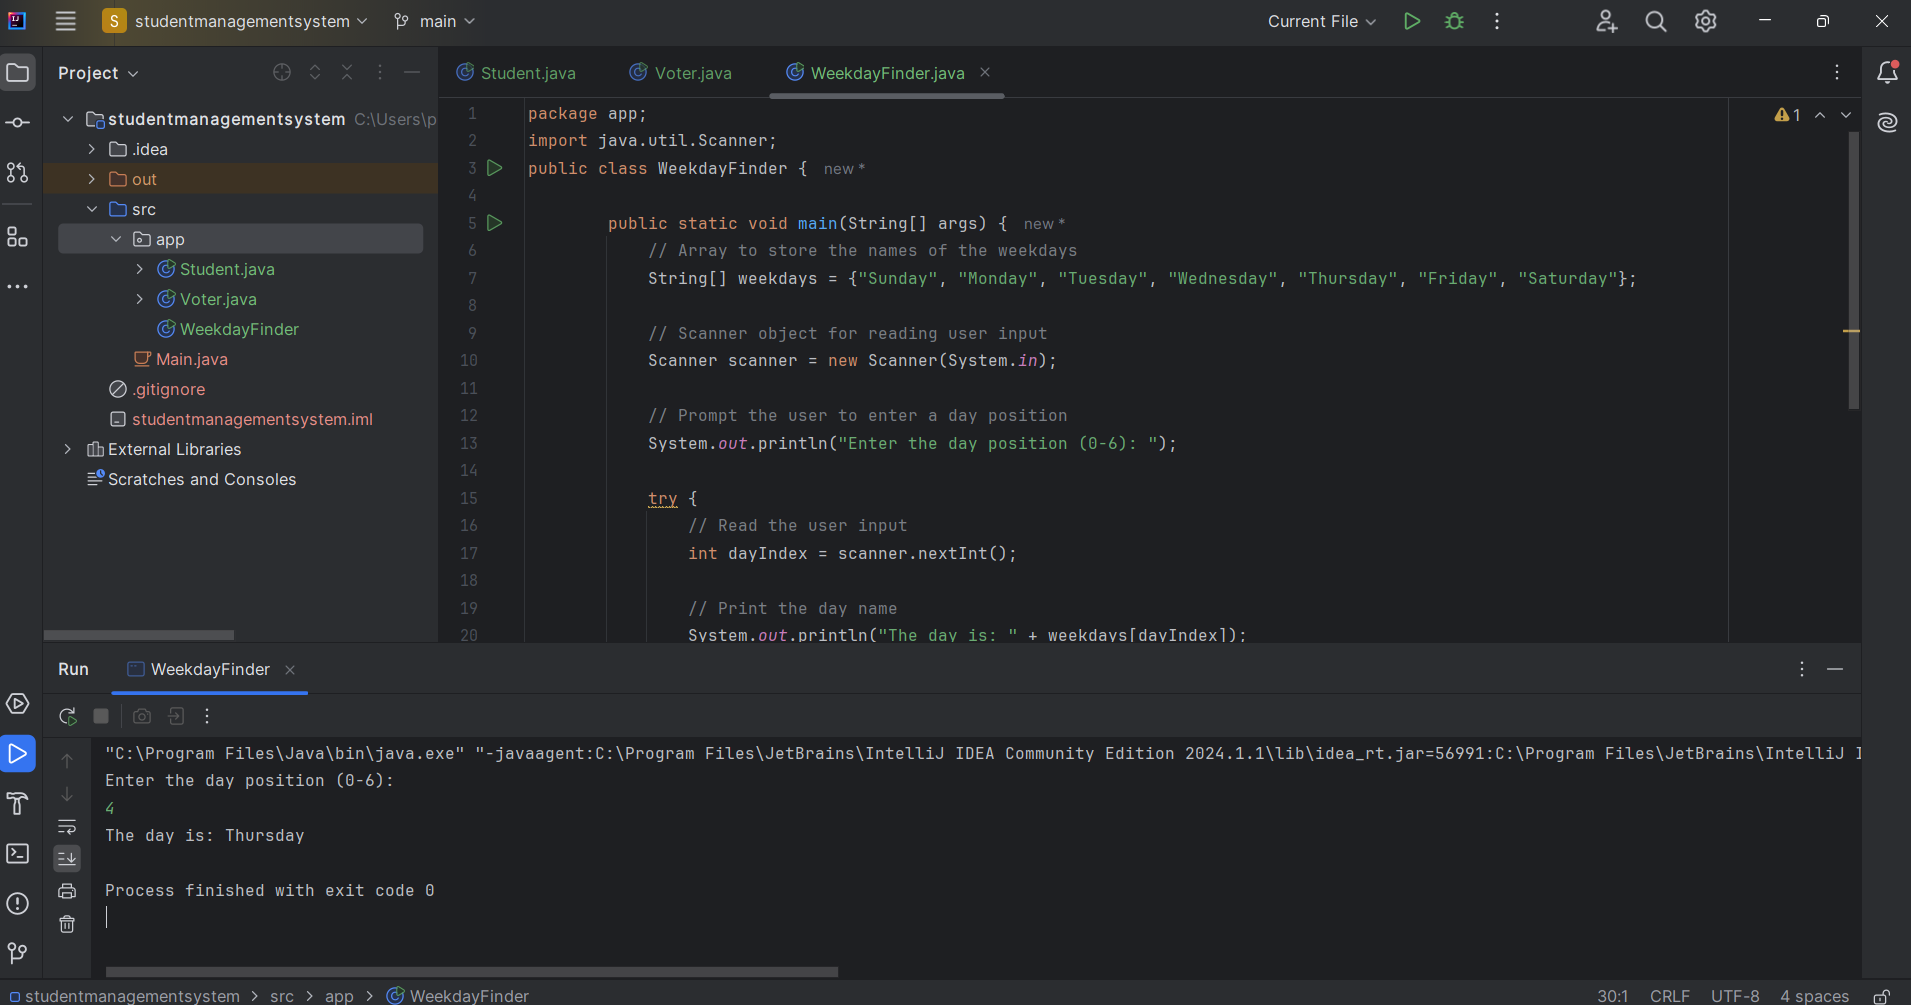 S studentmanagementsystem main Current File
Project
Student.java Voter.java WeekdayFinder.java
studentmanagementsystem C:\Users\p
.idea
out
src
app
Student.java
Voter.java
WeekdayFinder
Main.java
.gitignore
studentmanagementsystem.iml
External Libraries
Scratches and Consoles
1
1 package app;
2 import java.util.Scanner;
3 public class WeekdayFinder { new *
4
5 public static void main(String[] args) { new *
6 // Array to store the names of the weekdays
7 String[] weekdays = {"Sunday", "Monday", "Tuesday", "Wednesday", "Thursday", "Friday", "Saturday"};
8
9 // Scanner object for reading user input
10 Scanner scanner = new Scanner(System.in);
11
12 // Prompt the user to enter a day position
13 System.out.println("Enter the day position (0-6): ");
14
15 try {
16 // Read the user input
17 int dayIndex = scanner.nextInt();
18
19 // Print the day name
20 System.out.println("The day is: " + weekdays[dayIndex]);
Run WeekdayFinder
"C:\Program Files\Java\bin\java.exe" "-javaagent:C:\Program Files\JetBrains\IntelliJ IDEA Community Edition 2024.1.1\lib\idea_rt.jar=56991:C:\Program Files\JetBrains\IntelliJ I
Enter the day position (0-6):
4
The day is: Thursday
Process finished with exit code 0
studentmanagementsystem > src > app > WeekdayFinder 30:1 CRLF UTF-8 4 spaces